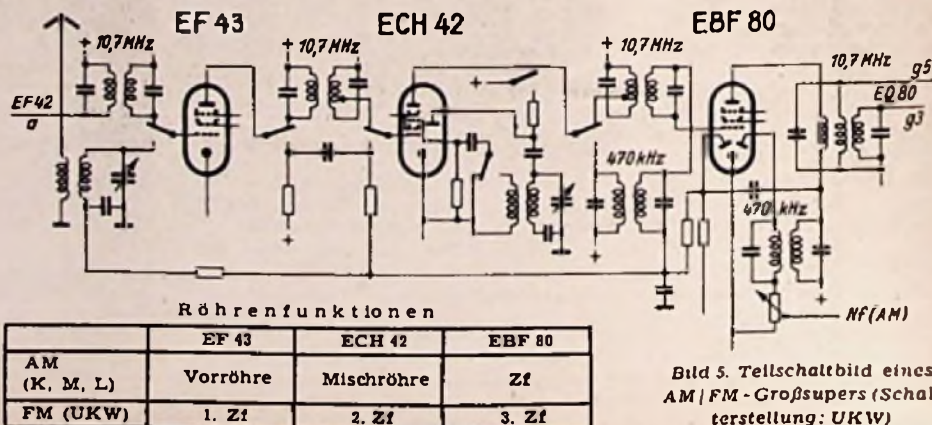 EF 43
ECH 42
EBF 80
+ 10,7 MHz
+ 10,7 MHz
10,7 MHz
10,7 MHz
g5
EF 42
a
+
EQ 80
g3
470 kHz
470 kHz
+
+
+
Nf (AM)
Röhrenfunktionen
EF 43 ECH 42 EBF 80
AM (K, M, L) Vorröhre Mischröhre Zf
FM (UKW) 1. Zf 2. Zf 3. Zf
Bild 5. Teilschaltbild eines
AM/FM-Großsupers (Schal-
terstellung: UKW)